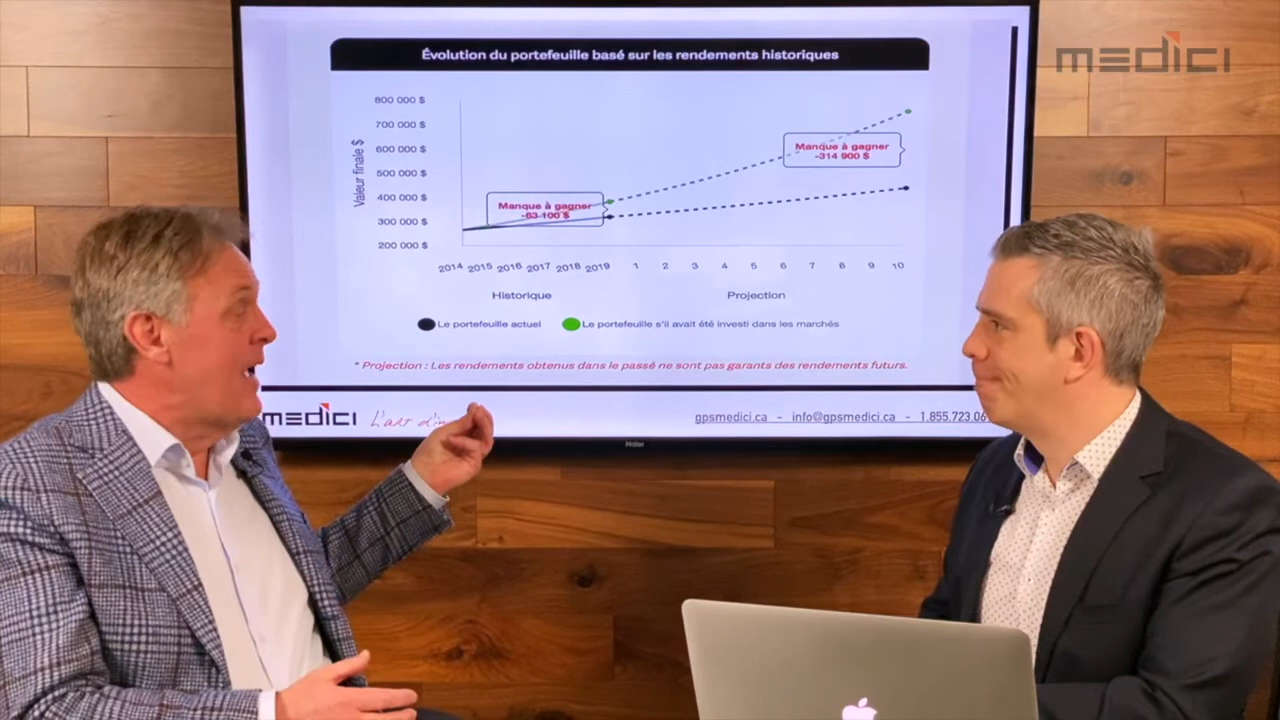 Évolution du portefeuille basé sur les rendements historiques
MEDICI
800 000 $
700 000 $
600 000 $
500 000 $
400 000 $
300 000 $
200 000 $
Valeur finale $
Manque à gagner
-63 100 $
Manque à gagner
-314 900 $
2014 2015 2016 2017 2018 2019 1 2 3 4 5 6 7 8 9 10
Historique Projection
Le portefeuille actuel Le portefeuille s'il avait été investi dans les marchés
* Projection : Les rendements obtenus dans le passé ne sont pas garants des rendements futurs.
MEDICI L'art gpsmedici.ca - info@gpsmedici.ca - 1.855.723.06
Haier